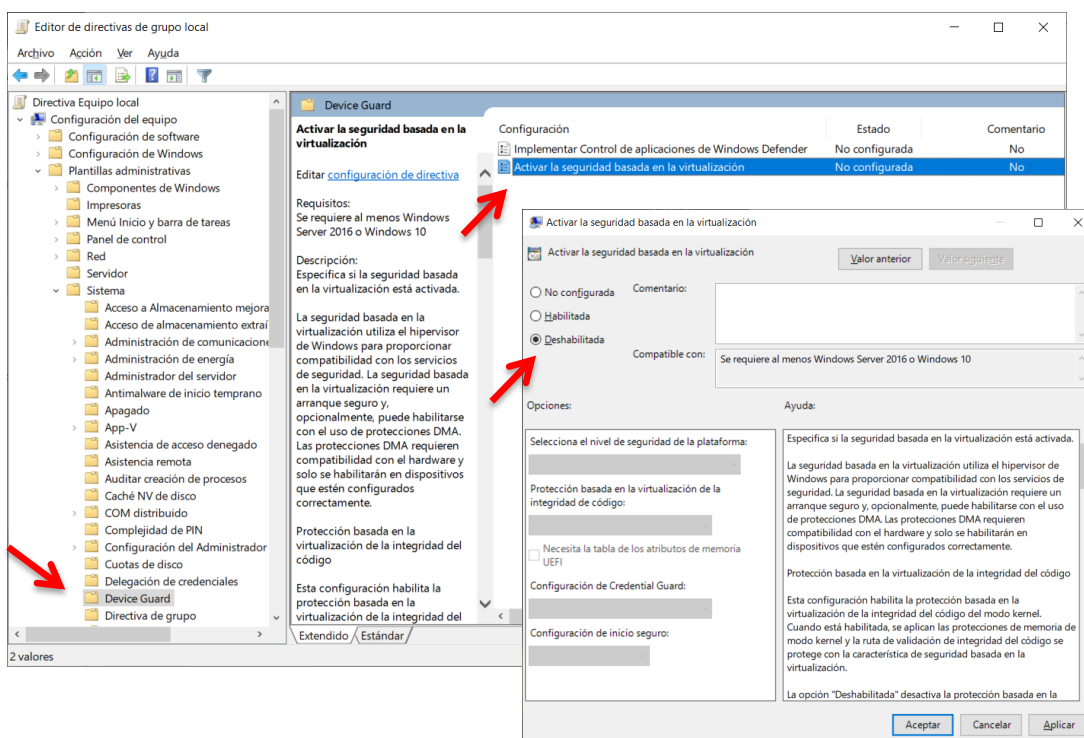 Editor de directivas de grupo local
Archivo Acción Ver Ayuda
Directiva Equipo local
Configuración del equipo
Configuración de software
Configuración de Windows
Plantillas administrativas
Componentes de Windows
Impresoras
Menú Inicio y barra de tareas
Panel de control
Red
Servidor
Sistema
Acceso a Almacenamiento mejora
Acceso de almacenamiento extraí
Administración de comunicacione
Administración de energía
Administrador del servidor
Antimalware de inicio temprano
Apagado
App-V
Asistencia de acceso denegado
Asistencia remota
Auditar creación de procesos
Caché NV de disco
COM distribuido
Complejidad de PIN
Configuración del Administrador
Cuotas de disco
Delegación de credenciales
Device Guard
Directiva de grupo
2 valores
Device Guard
Activar la seguridad basada en la
virtualización
Editar configuración de directiva
Requisitos:
Se requiere al menos Windows
Server 2016 o Windows 10
Descripción:
Especifica si la seguridad basada
en la virtualización está activada.
La seguridad basada en la
virtualización utiliza el hipervisor
de Windows para proporcionar
compatibilidad con los servicios
de seguridad. La seguridad basada
en la virtualización requiere un
arranque seguro y,
opcionalmente, puede habilitarse
con el uso de protecciones DMA.
Las protecciones DMA requieren
compatibilidad con el hardware y
solo se habilitarán en dispositivos
que estén configurados
correctamente.
Protección basada en la
virtualización de la integridad del
código
Esta configuración habilita la
protección basada en la
virtualización de la integridad del
Extendido Estándar
Configuración Estado Comentario
Implementar Control de aplicaciones de Windows Defender No configurada No
Activar la seguridad basada en la virtualización No configurada No
Activar la seguridad basada en la virtualización
Activar la seguridad basada en la virtualización
Valor anterior Valor siguiente
No configurada Comentario:
Habilitada
Deshabilitada
Compatible con: Se requiere al menos Windows Server 2016 o Windows 10
Opciones: Ayuda:
Selecciona el nivel de seguridad de la plataforma:
Protección basada en la virtualización de la
integridad de código:
Necesita la tabla de los atributos de memoria
UEFI
Configuración de Credential Guard:
Configuración de inicio seguro:
Especifica si la seguridad basada en la virtualización está activada.
La seguridad basada en la virtualización utiliza el hipervisor de
Windows para proporcionar compatibilidad con los servicios de
seguridad. La seguridad basada en la virtualización requiere un
arranque seguro y, opcionalmente, puede habilitarse con el uso
de protecciones DMA. Las protecciones DMA requieren
compatibilidad con el hardware y solo se habilitarán en
dispositivos que estén configurados correctamente.
Protección basada en la virtualización de la integridad del código
Esta configuración habilita la protección basada en la
virtualización de la integridad del código del modo kernel.
Cuando está habilitada, se aplican las protecciones de memoria de
modo kernel y la ruta de validación de integridad del código se
protege con la característica de seguridad basada en la
virtualización.
La opción "Deshabilitada" desactiva la protección basada en la
Aceptar Cancelar Aplicar